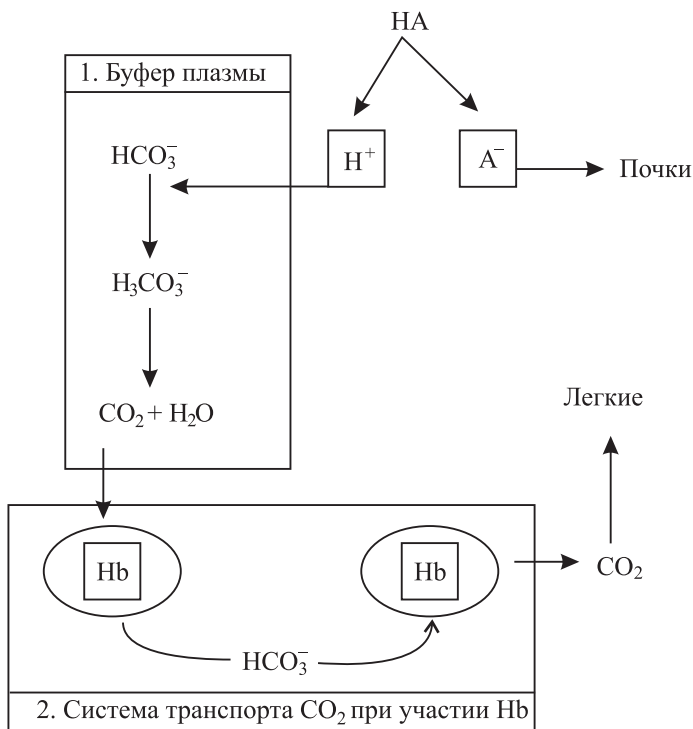 HA
1. Буфер плазмы
HCO₃⁻
H⁺
A⁻
Почки
H₃CO₃⁻
CO₂ + H₂O
Легкие
Hb
Hb
CO₂
HCO₃⁻
2. Система транспорта CO₂ при участии Hb